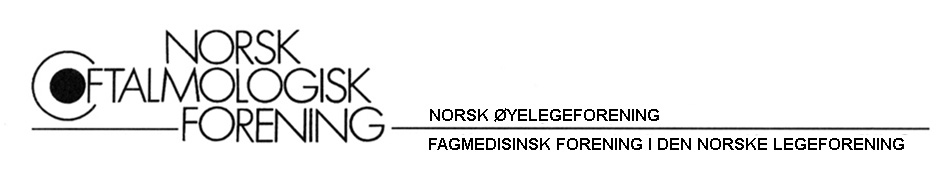 NORSK
OFTALMOLOGISK
FORENING
NORSK ØYELEGEFORENING
FAGMEDISINSK FORENING I DEN NORSKE LEGEFORENING